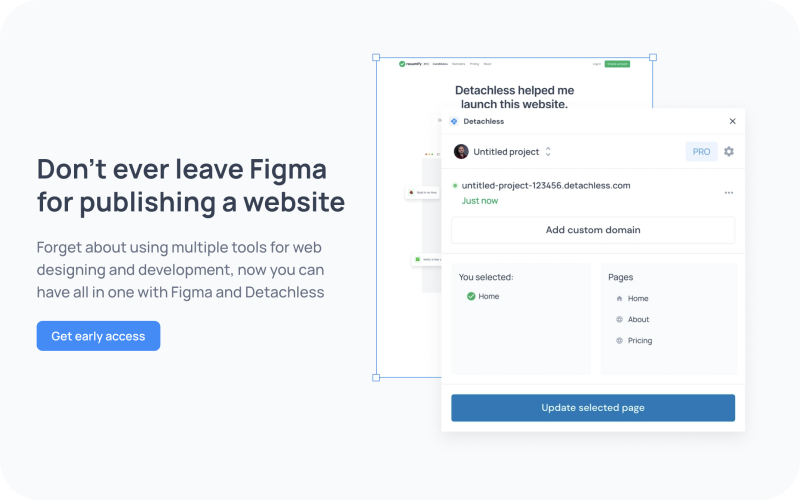 Don't ever leave Figma
for publishing a website
Forget about using multiple tools for web
designing and development, now you can
have all in one with Figma and Detachless
Get early access
resumify
Candidates
Pricing
Detachless helped me
launch this website.
Detachless
Untitled project
PRO
untitled-project-123456.detachless.com
Just now
Add custom domain
You selected:
Home
Pages
Home
About
Pricing
Update selected page